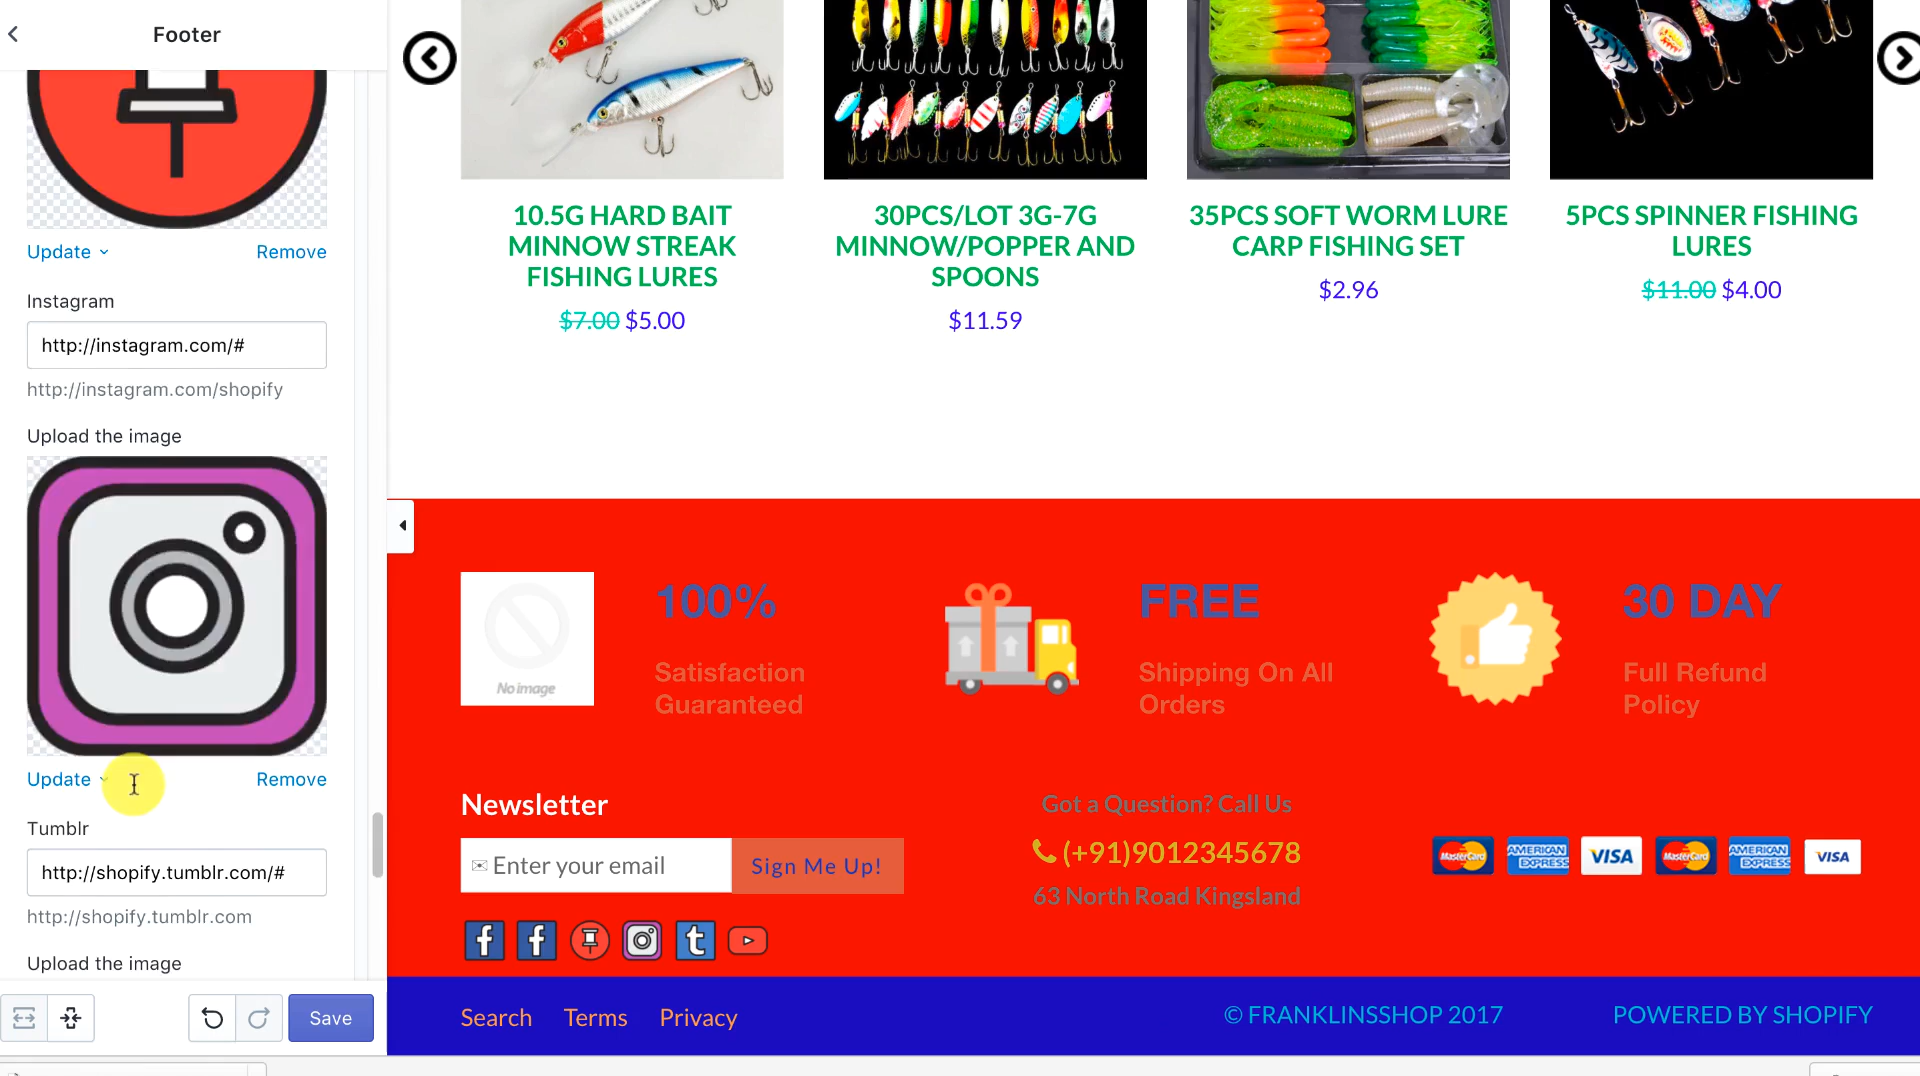 Footer
Update
Remove
Instagram
http://instagram.com/#
http://instagram.com/shopify
Upload the image
Update
Remove
Tumblr
http://shopify.tumblr.com/#
http://shopify.tumblr.com
Upload the image
Save
10.5G HARD BAIT
MINNOW STREAK
FISHING LURES
$7.00 $5.00
30PCS/LOT 3G-7G
MINNOW/POPPER AND
SPOONS
$11.59
35PCS SOFT WORM LURE
CARP FISHING SET
$2.96
5PCS SPINNER FISHING
LURES
$11.00 $4.00
No image
100%
Satisfaction
Guaranteed
FREE
Shipping On All
Orders
30 DAY
Full Refund
Policy
Newsletter
Enter your email
Sign Me Up!
Got a Question? Call Us
(+91)9012345678
63 North Road Kingsland
MasterCard
AMERICAN
EXPRESS
VISA
MasterCard
AMERICAN
EXPRESS
VISA
Search
Terms
Privacy
© FRANKLINSSHOP 2017
POWERED BY SHOPIFY